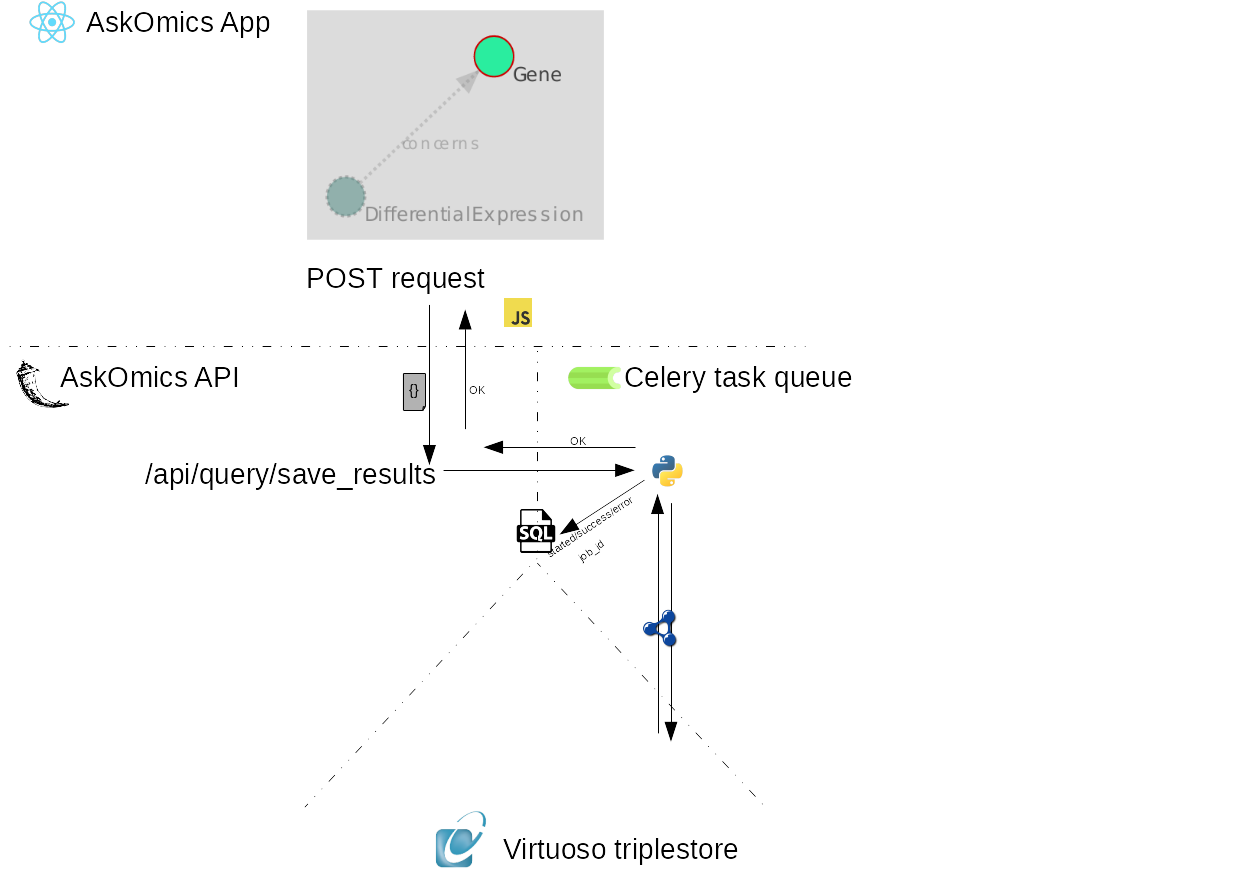 AskOmics App
Gene
concerns
DifferentialExpression
POST request
JS
AskOmics API
Celery task queue
{}
OK
OK
/api/query/save_results
SQL
started/success/error
job_id
Virtuoso triplestore